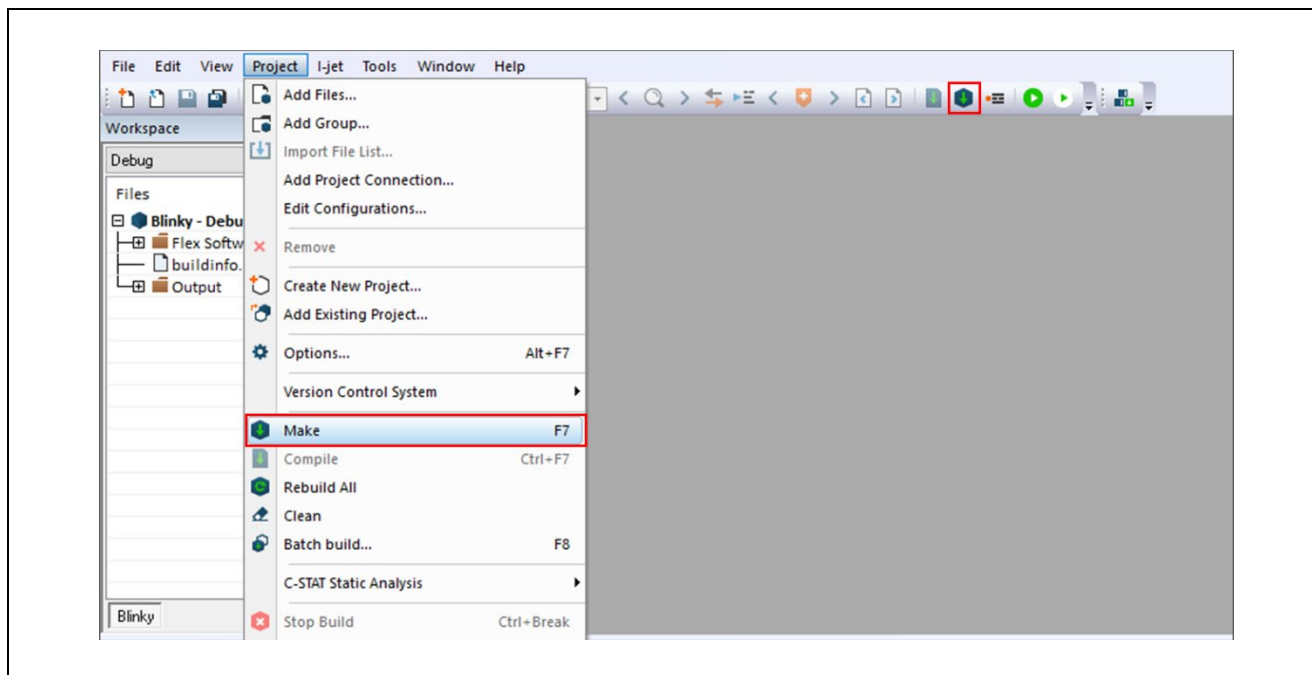 File Edit View Project I-jet Tools Window Help
Add Files...
Workspace
Add Group...
Debug
Import File List...
Add Project Connection...
Files
Edit Configurations...
Blinky - Debu
Flex Softw
Remove
buildinfo.
Output
Create New Project...
Add Existing Project...
Options... Alt+F7
Version Control System
Make F7
Compile Ctrl+F7
Rebuild All
Clean
Batch build... F8
C-STAT Static Analysis
Blinky
Stop Build Ctrl+Break